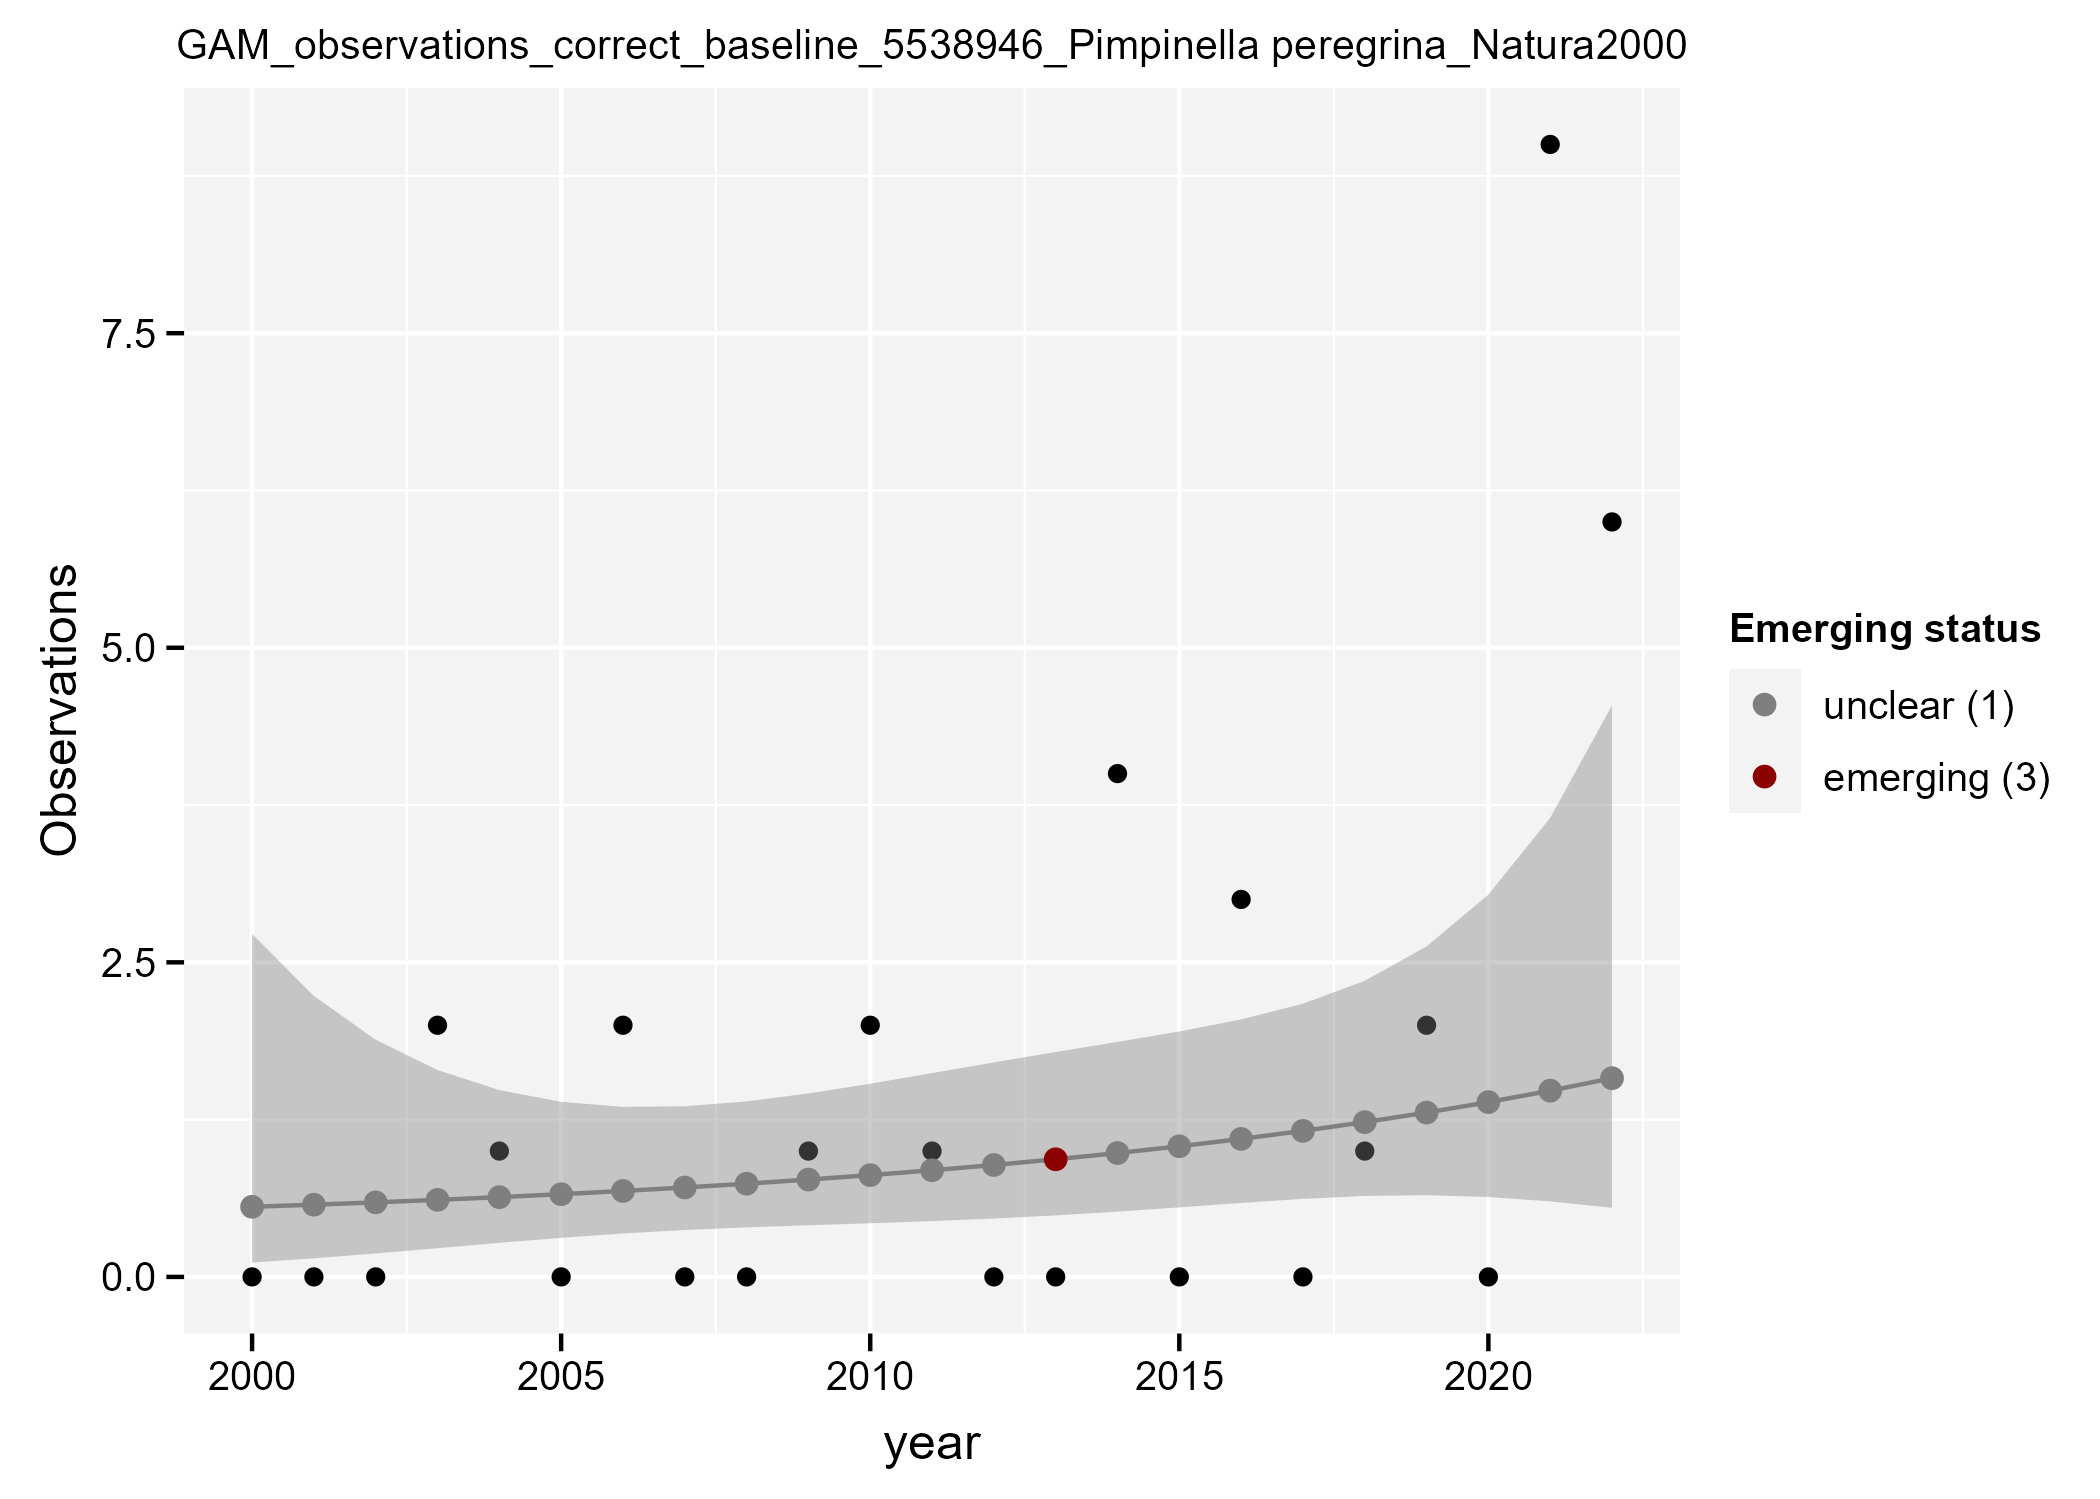 GAM_observations_correct_baseline_5538946_Pimpinella peregrina_Natura2000
7.5
5.0
2.5
0.0
Observations
2000 2005 2010 2015 2020
year
Emerging status
unclear (1)
emerging (3)